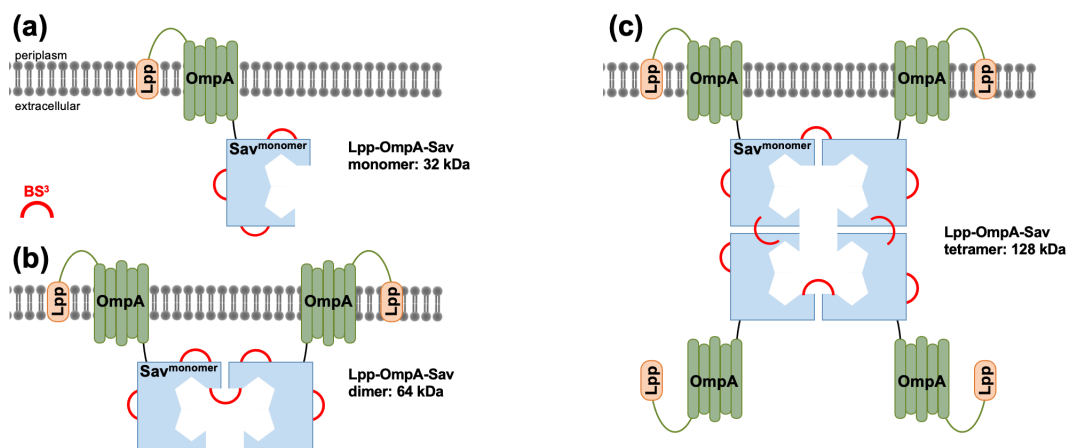 (a)
periplasm
extracellular
Lpp
OmpA
Sav^monomer
Lpp-OmpA-Sav
monomer: 32 kDa
BS³
(b)
Lpp
OmpA
OmpA
Lpp
Sav^monomer
Lpp-OmpA-Sav
dimer: 64 kDa
(c)
Lpp
OmpA
OmpA
Lpp
Sav^monomer
Lpp-OmpA-Sav
tetramer: 128 kDa
Lpp
OmpA
OmpA
Lpp